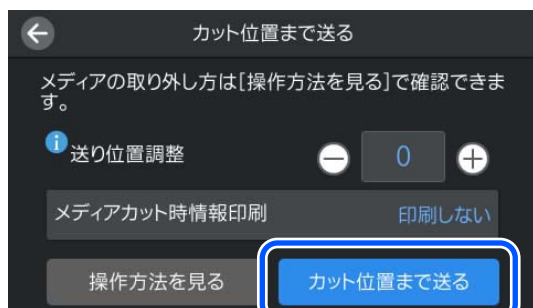 カット位置まで送る
メディアの取り外し方は[操作方法を見る]で確認できま
す。
送り位置調整
0
メディアカット時情報印刷 印刷しない
操作方法を見る カット位置まで送る